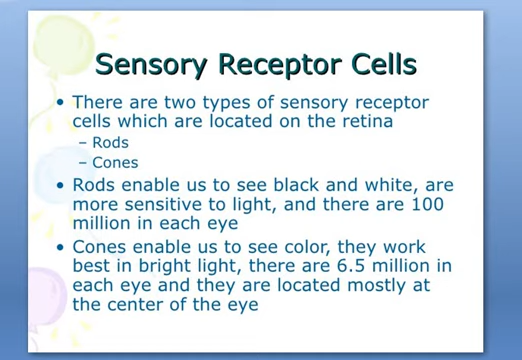 Sensory Receptor Cells
• There are two types of sensory receptor
cells which are located on the retina
– Rods
– Cones
• Rods enable us to see black and white, are
more sensitive to light, and there are 100
million in each eye
• Cones enable us to see color, they work
best in bright light, there are 6.5 million in
each eye and they are located mostly at
the center of the eye